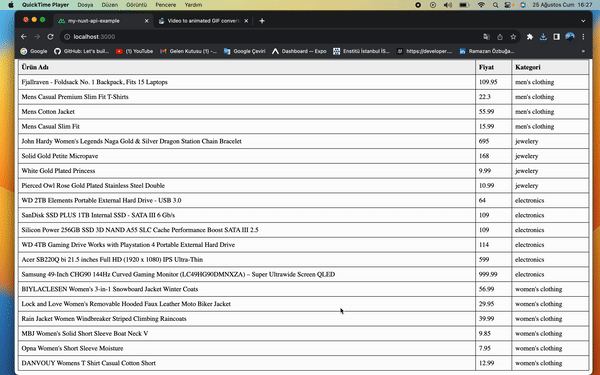 QuickTime Player Dosya Düzen Görüntü Pencere Yardım 25 Ağustos Cum 16:27
my-nuxt-api-example Video to animated GIF convert
localhost:3000
Google GitHub: Let's buil... (1) YouTube Gelen Kutusu (1) -... Google Dashboard — Expo Enstitü İstanbul İS... https://developer.... Ramazan Özbuğa...
Ürün Adı Fiyat Kategori
Fjallraven - Foldsack No. 1 Backpack, Fits 15 Laptops 109.95 men's clothing
Mens Casual Premium Slim Fit T-Shirts 22.3 men's clothing
Mens Cotton Jacket 55.99 men's clothing
Mens Casual Slim Fit 15.99 men's clothing
John Hardy Women's Legends Naga Gold & Silver Dragon Station Chain Bracelet 695 jewelery
Solid Gold Petite Micropave 168 jewelery
White Gold Plated Princess 9.99 jewelery
Pierced Owl Rose Gold Plated Stainless Steel Double 10.99 jewelery
WD 2TB Elements Portable External Hard Drive - USB 3.0 64 electronics
SanDisk SSD PLUS 1TB Internal SSD - SATA III 6 Gb/s 109 electronics
Silicon Power 256GB SSD 3D NAND A55 SLC Cache Performance Boost SATA III 2.5 109 electronics
WD 4TB Gaming Drive Works with Playstation 4 Portable External Hard Drive 114 electronics
Acer SB220Q bi 21.5 inches Full HD (1920 x 1080) IPS Ultra-Thin 599 electronics
Samsung 49-Inch CHG90 144Hz Curved Gaming Monitor (LC49HG90DMNXZA) – Super Ultrawide Screen QLED 999.99 electronics
BIYLACLESEN Women's 3-in-1 Snowboard Jacket Winter Coats 56.99 women's clothing
Lock and Love Women's Removable Hooded Faux Leather Moto Biker Jacket 29.95 women's clothing
Rain Jacket Women Windbreaker Striped Climbing Raincoats 39.99 women's clothing
MBJ Women's Solid Short Sleeve Boat Neck V 9.85 women's clothing
Opna Women's Short Sleeve Moisture 7.95 women's clothing
DANVOUY Womens T Shirt Casual Cotton Short 12.99 women's clothing